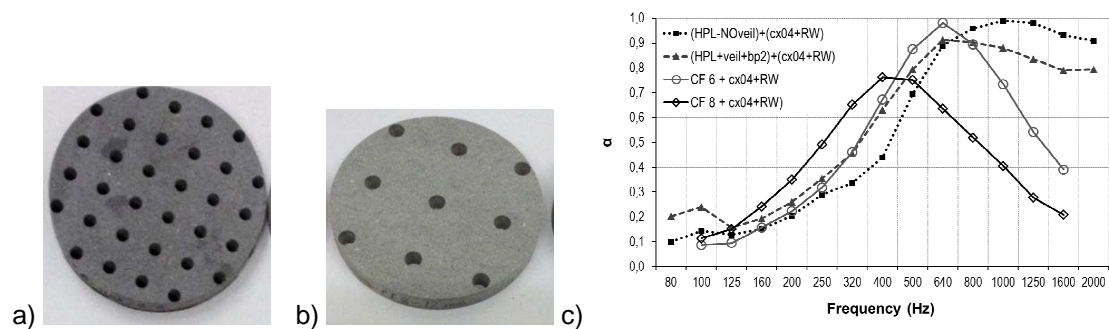 a)
b)
c)
α
1,0
0,9
0,8
0,7
0,6
0,5
0,4
0,3
0,2
0,1
0,0
(HPL-NOveil)+(cx04+RW)
(HPL+veil+bp2)+(cx04+RW)
CF 6 + cx04+RW
CF 8 + cx04+RW)
80 100 125 160 200 250 320 400 500 640 800 1000 1250 1600 2000
Frequency (Hz)